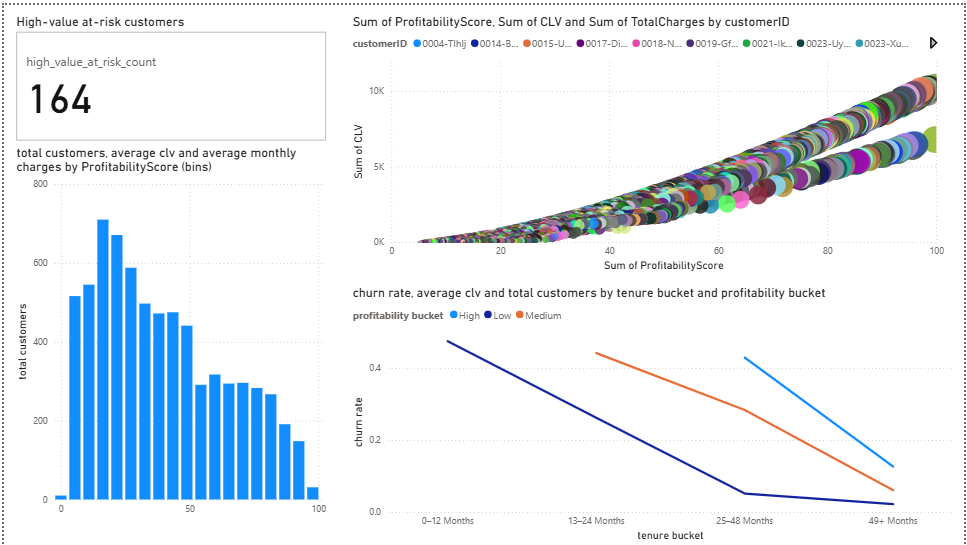 High-value at-risk customers
high_value_at_risk_count
164
total customers, average clv and average monthly
charges by ProfitabilityScore (bins)
800
600
400
200
0
total customers
0 50 100
Sum of ProfitabilityScore, Sum of CLV and Sum of TotalCharges by customerID
customerID 0004-Tlhlj 0014-B... 0015-U... 0017-Di... 0018-N... 0019-Gf... 0021-Ik... 0023-Uy... 0023-Xu...
10K
5K
0K
Sum of CLV
0 20 40 60 80 100
Sum of ProfitabilityScore
churn rate, average clv and total customers by tenure bucket and profitability bucket
profitability bucket High Low Medium
0.4
0.2
0.0
churn rate
0–12 Months 13–24 Months 25–48 Months 49+ Months
tenure bucket